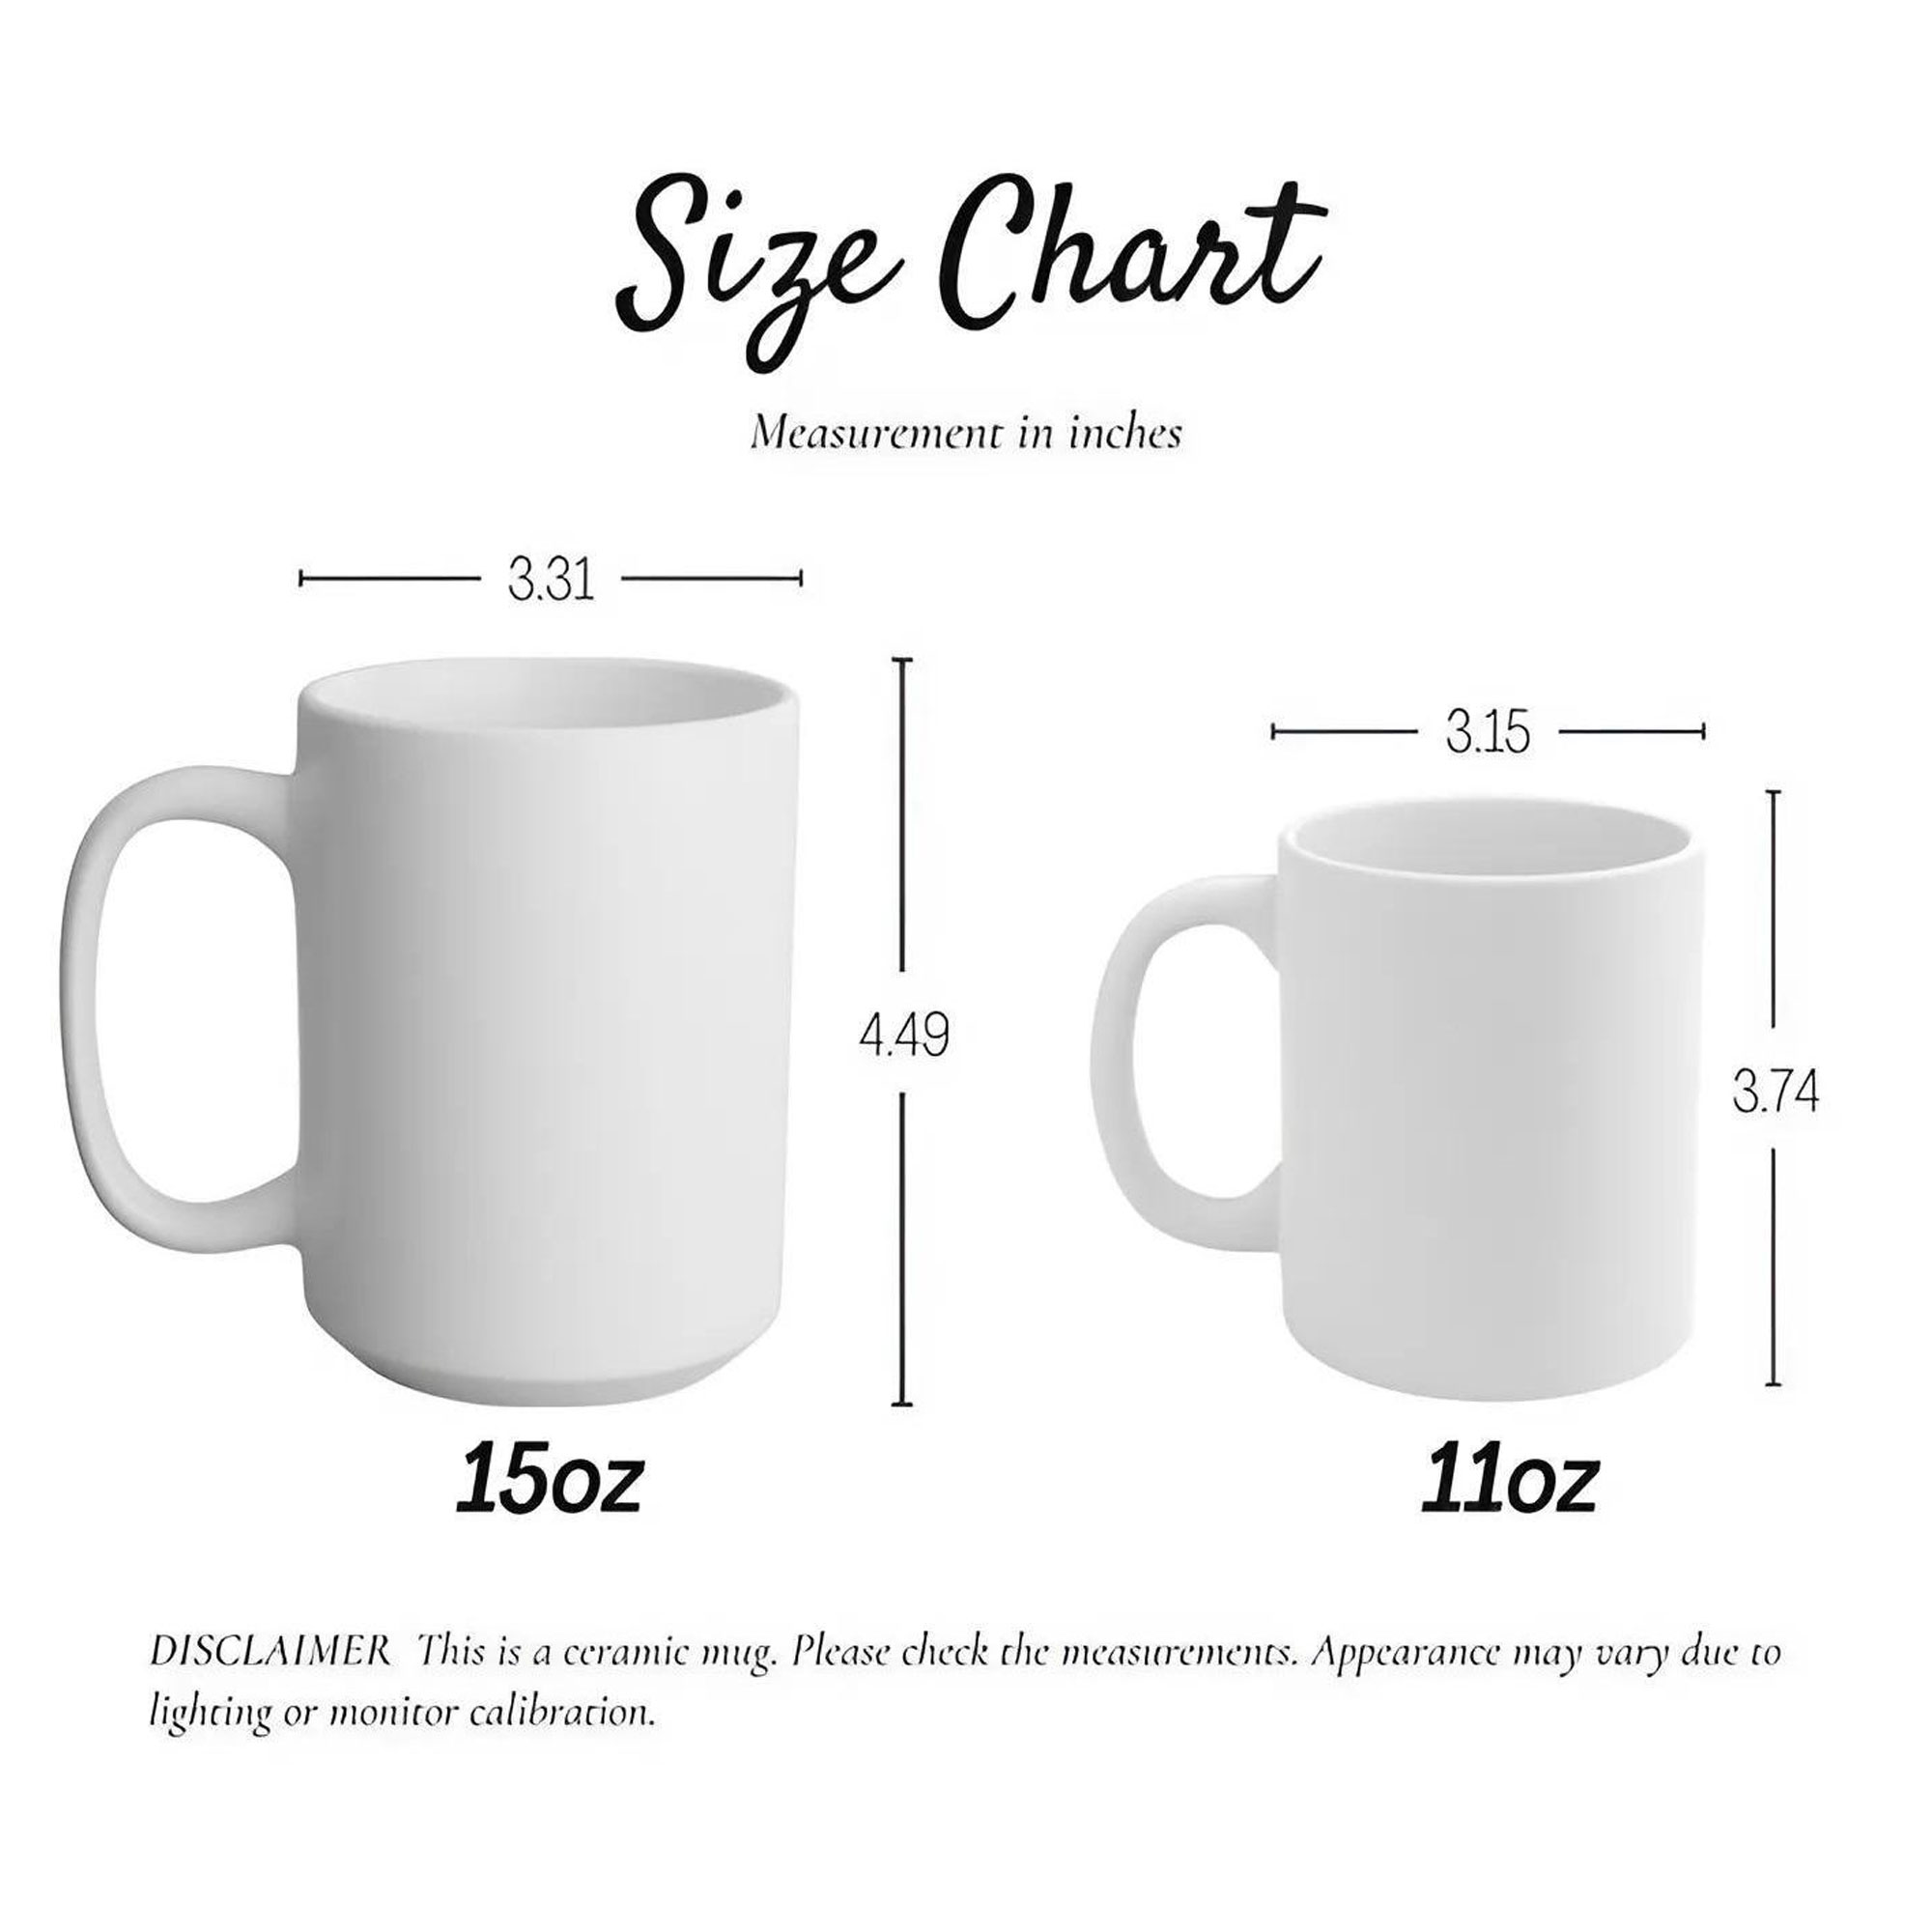 Size Chart
Measurement in inches
3.31
3.15
4.49
3.74
15oz
11oz
DISCLAIMER This is a ceramic mug. Please check the measurements. Appearance may vary due to
lighting or monitor calibration.